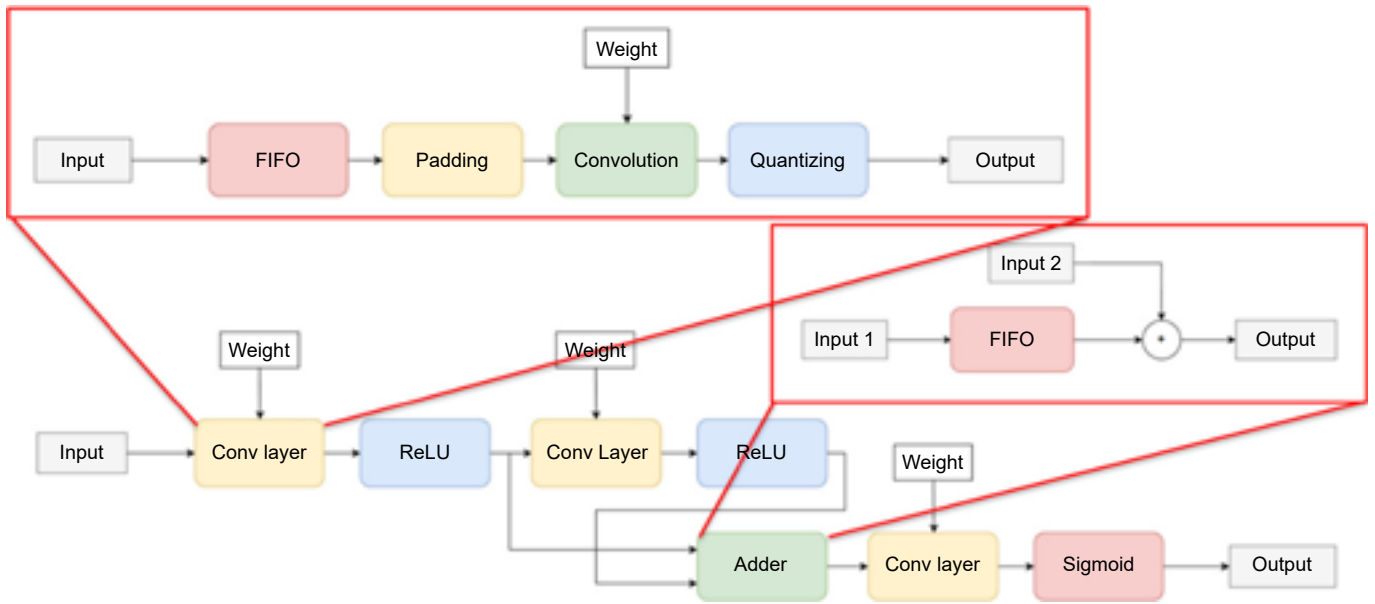 Weight
Input
FIFO
Padding
Convolution
Quantizing
Output
Input 2
Input 1
FIFO
+
Output
Weight
Weight
Input
Conv layer
ReLU
Conv Layer
ReLU
Weight
Adder
Conv layer
Sigmoid
Output